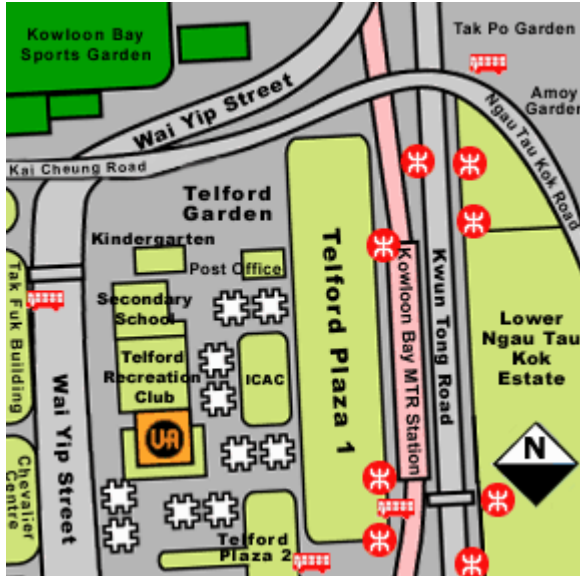 Kowloon Bay
Sports Garden
Tak Po Garden
Amoy
Garden
Wai Yip Street
Ngau Tau Kok Road
Kai Cheung Road
Telford
Garden
Kindergarten
Post Office
Secondary
School
Telford
Recreation
Club
ICAC
UA
Telford Plaza 1
Kowloon Bay MTR Station
Kwun Tong Road
Lower
Ngau Tau
Kok
Estate
Tak Fuk Building
Wai Yip Street
Chevalier
Centre
Telford
Plaza 2
N